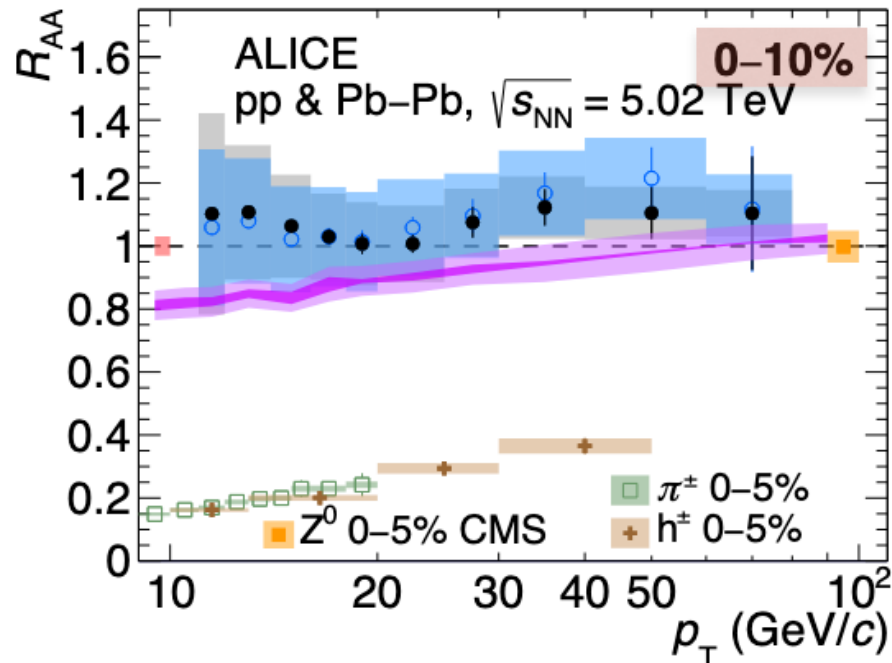 R_AA
1.6
1.4
1.2
1
0.8
0.6
0.4
0.2
0
ALICE
0–10%
pp & Pb–Pb, √s_NN = 5.02 TeV
π± 0–5%
Z⁰ 0–5% CMS
h± 0–5%
10 20 30 40 50 10²
p_T (GeV/c)